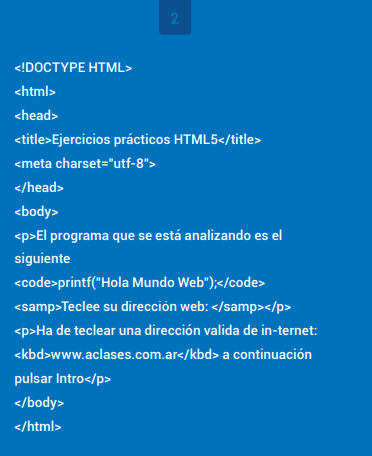 2
<!DOCTYPE HTML>
<html>
<head>
<title>Ejercicios prácticos HTML5</title>
<meta charset="utf-8">
</head>
<body>
<p>El programa que se está analizando es el
siguiente
<code>printf("Hola Mundo Web");</code>
<samp>Teclee su dirección web: </samp></p>
<p>Ha de teclear una dirección valida de in-ternet:
<kbd>www.aclases.com.ar</kbd> a continuación
pulsar Intro</p>
</body>
</html>